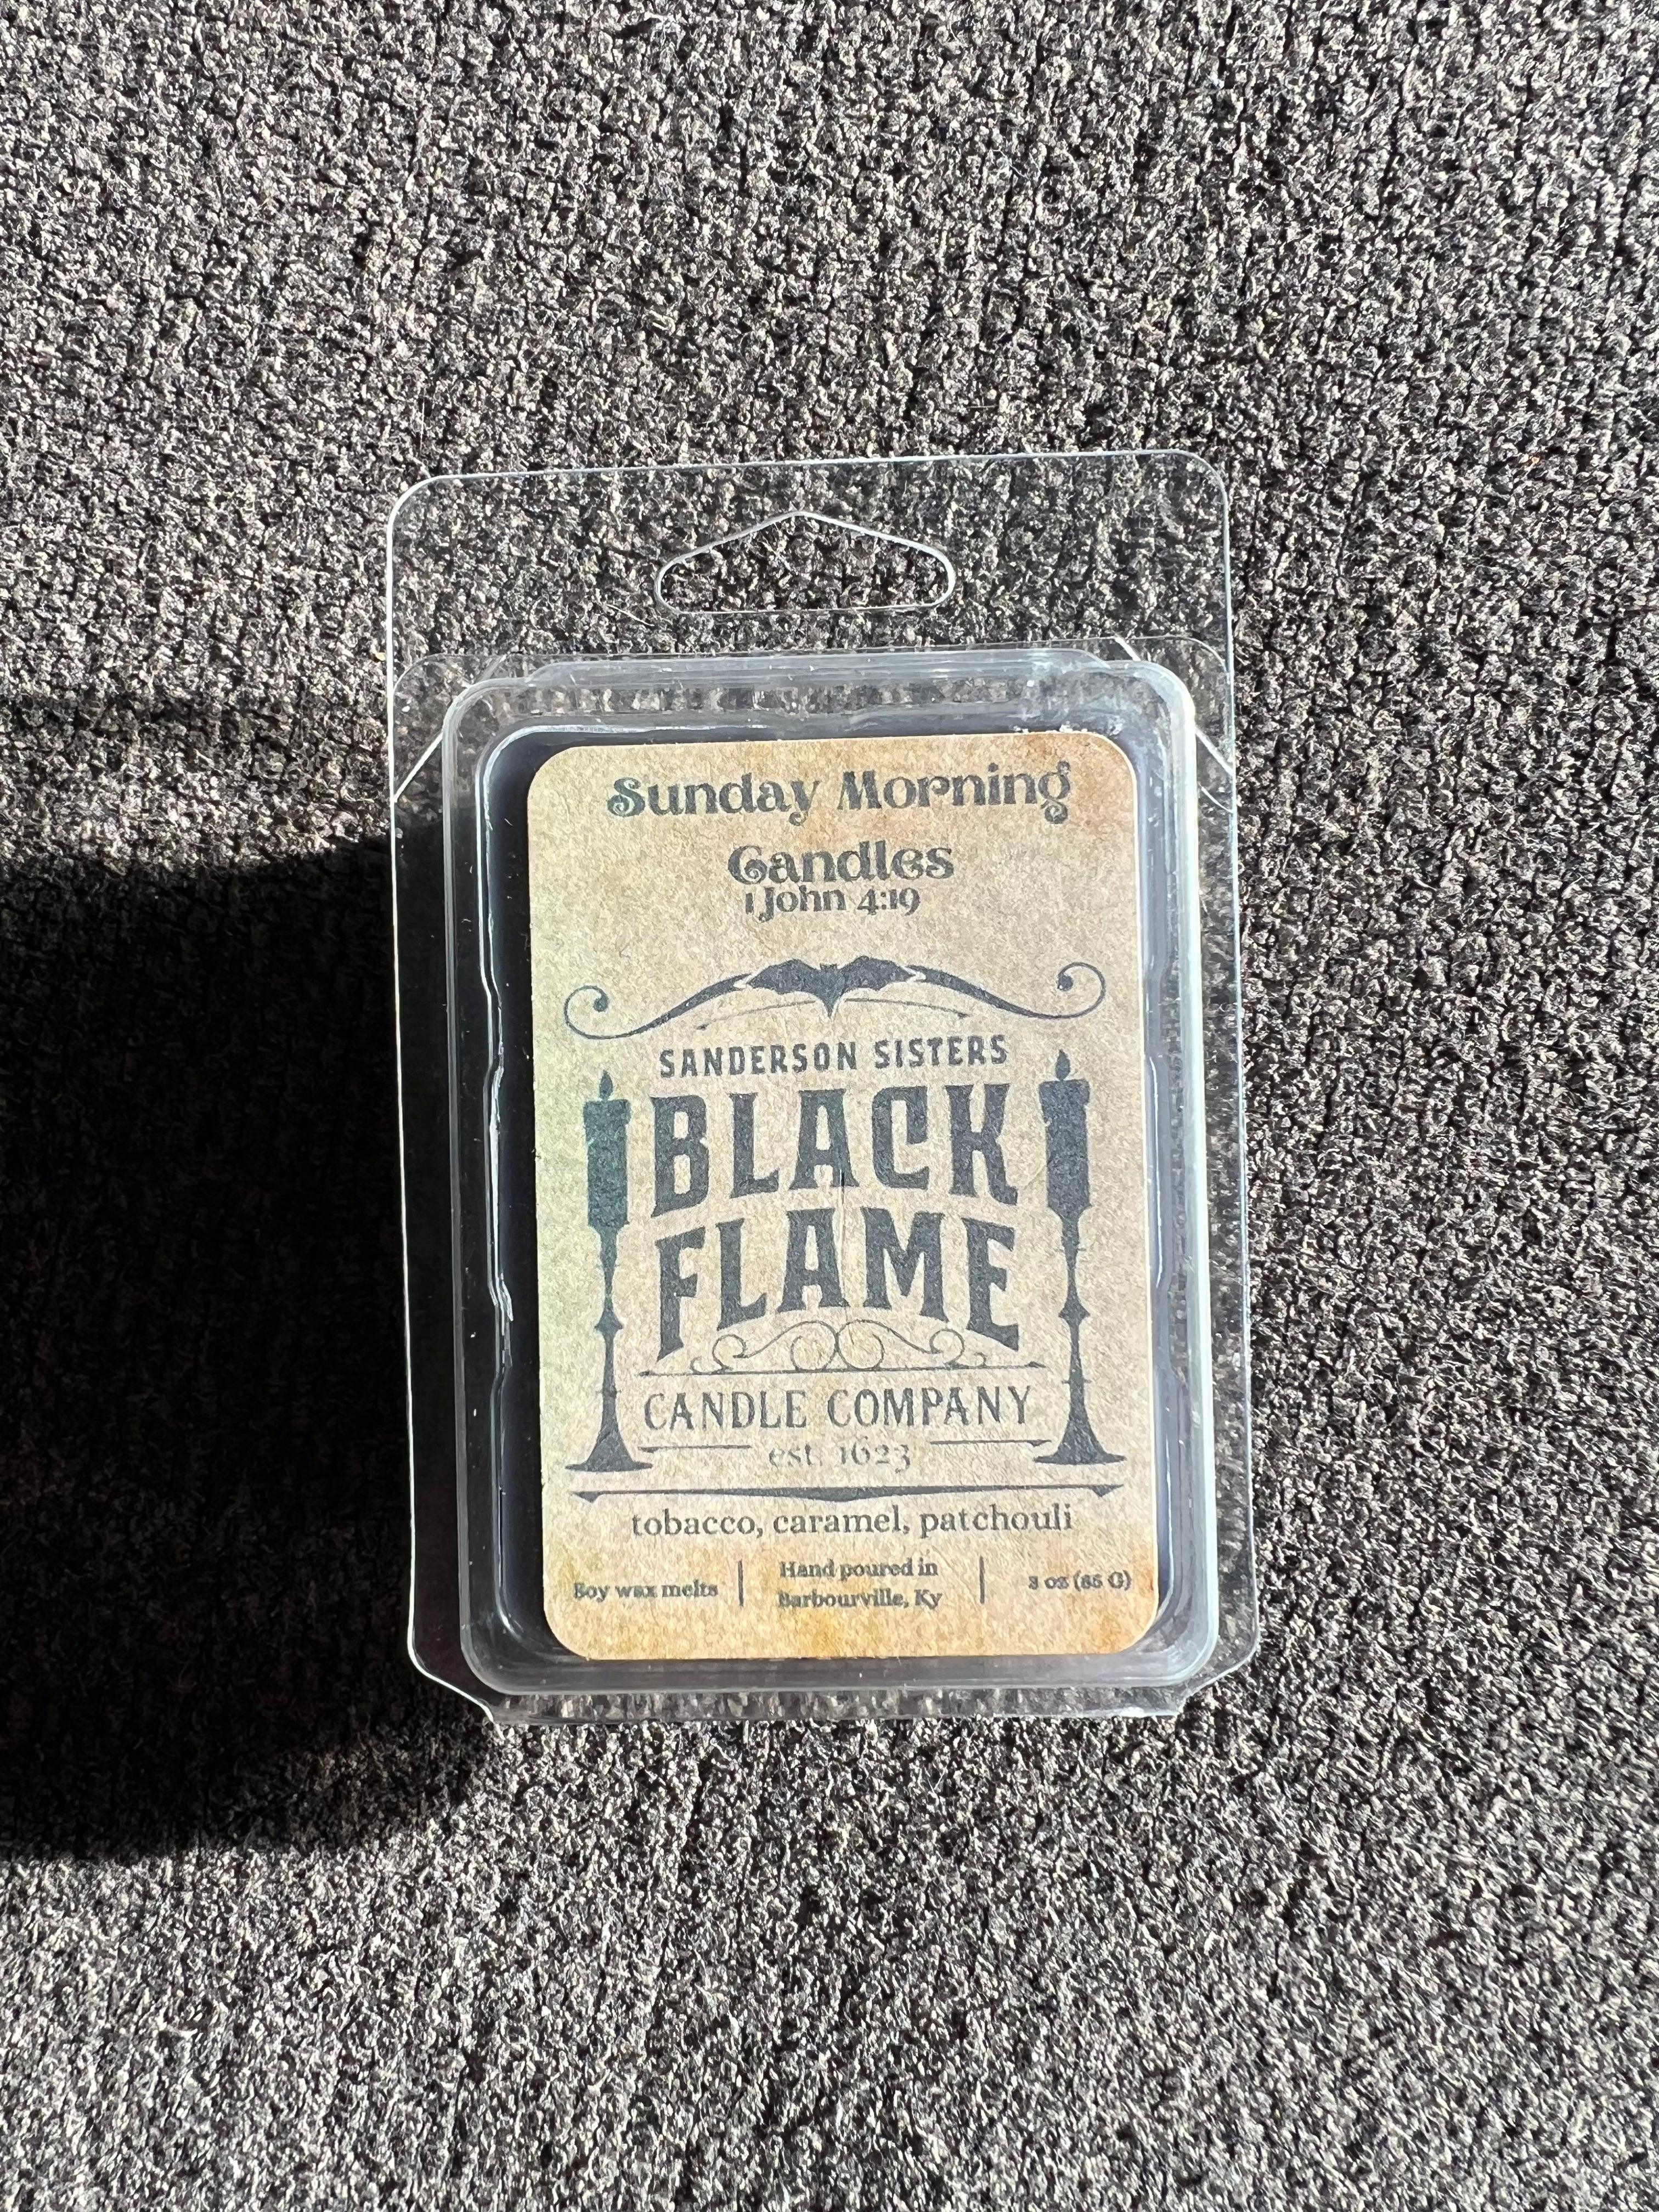 Sunday Morning
Candles
1 John 4:19
SANDERSON SISTERS
BLACK
FLAME
CANDLE COMPANY
est. 1623
tobacco, caramel, patchouli
Soy wax melts
Hand poured in
Barbourville, Ky
3 oz (85 G)